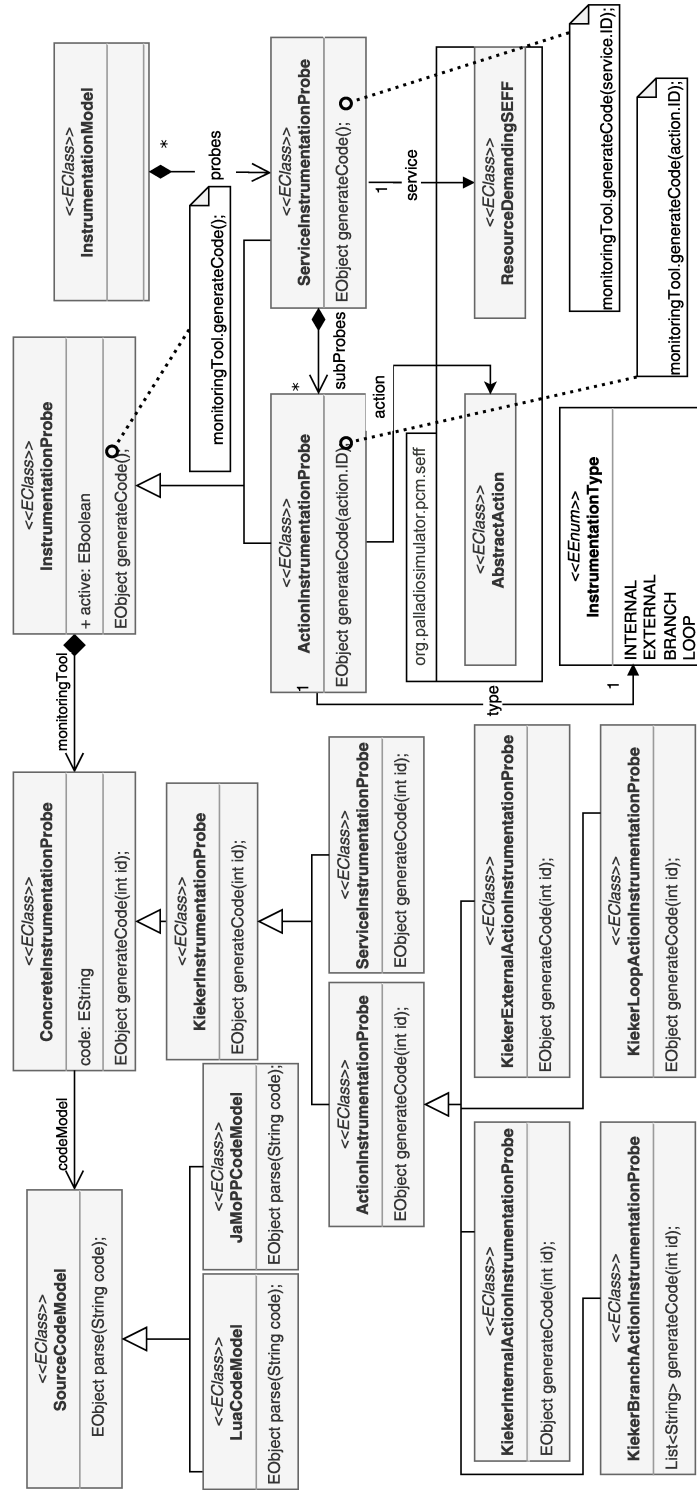 <<EClass>>
SourceCodeModel
EObject parse(String code);
codeModel
<<EClass>>
ConcreteInstrumentationProbe
code: EString
EObject generateCode(int id);
monitoringTool
<<EClass>>
InstrumentationProbe
+ active: EBoolean
EObject generateCode();
<<EClass>>
InstrumentationModel
*
probes
monitoringTool.generateCode();
<<EClass>>
LuaCodeModel
EObject parse(String code);
<<EClass>>
JaMoPPCodeModel
EObject parse(String code);
<<EClass>>
KiekerInstrumentationProbe
EObject generateCode(int id);
<<EClass>>
ActionInstrumentationProbe
EObject generateCode(action.ID);
*
subProbes
<<EClass>>
ServiceInstrumentationProbe
EObject generateCode();
1
service
action
1
type
1
<<EClass>>
ActionInstrumentationProbe
EObject generateCode(int id);
<<EClass>>
ServiceInstrumentationProbe
EObject generateCode(int id);
org.palladiosimulator.pcm.seff
<<EClass>>
AbstractAction
<<EClass>>
ResourceDemandingSEFF
<<EClass>>
KiekerInternalActionInstrumentationProbe
EObject generateCode(int id);
<<EClass>>
KiekerExternalActionInstrumentationProbe
EObject generateCode(int id);
<<EEnum>>
InstrumentationType
INTERNAL
EXTERNAL
BRANCH
LOOP
monitoringTool.generateCode(service.ID);
monitoringTool.generateCode(action.ID);
<<EClass>>
KiekerBranchActionInstrumentationProbe
List<String> generateCode(int id);
<<EClass>>
KiekerLoopActionInstrumentationProbe
EObject generateCode(int id);